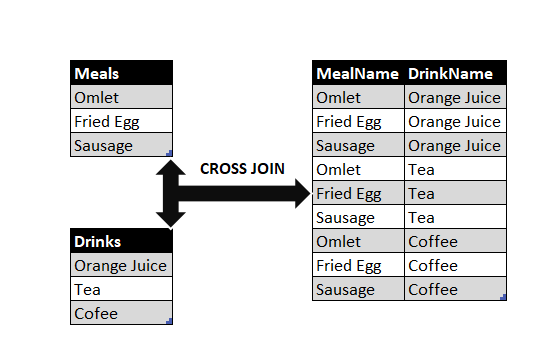 Meals
Omlet
Fried Egg
Sausage
CROSS JOIN
Drinks
Orange Juice
Tea
Cofee
MealName DrinkName
Omlet Orange Juice
Fried Egg Orange Juice
Sausage Orange Juice
Omlet Tea
Fried Egg Tea
Sausage Tea
Omlet Coffee
Fried Egg Coffee
Sausage Coffee